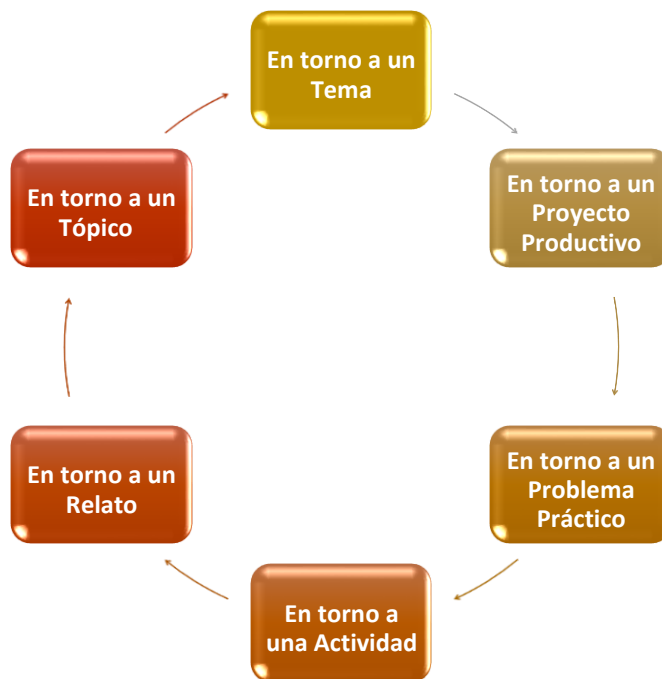 En torno a un
Tema
En torno a un
Proyecto
Productivo
En torno a un
Problema
Práctico
En torno a
una Actividad
En torno a un
Relato
En torno a un
Tópico